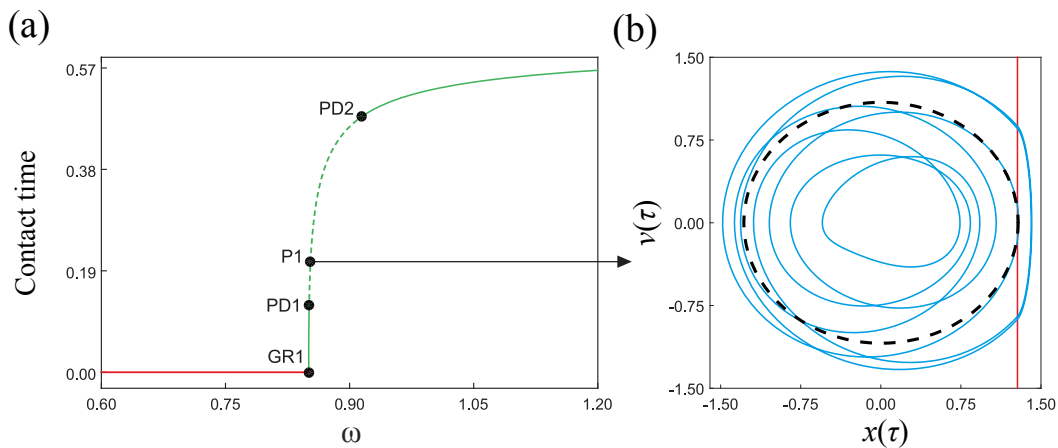 (a)
Contact time
0.57
0.38
0.19
0.00
PD2
P1
PD1
GR1
0.60
0.75
0.90
1.05
1.20
ω
(b)
v(τ)
1.50
0.75
0.00
-0.75
-1.50
-1.50
-0.75
0.00
0.75
1.50
x(τ)